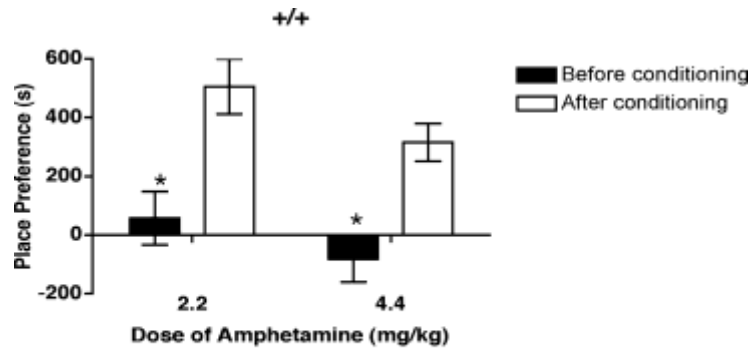 +/+
Place Preference (s)
600
400
200
0
-200
*
*
2.2
4.4
Dose of Amphetamine (mg/kg)
Before conditioning
After conditioning